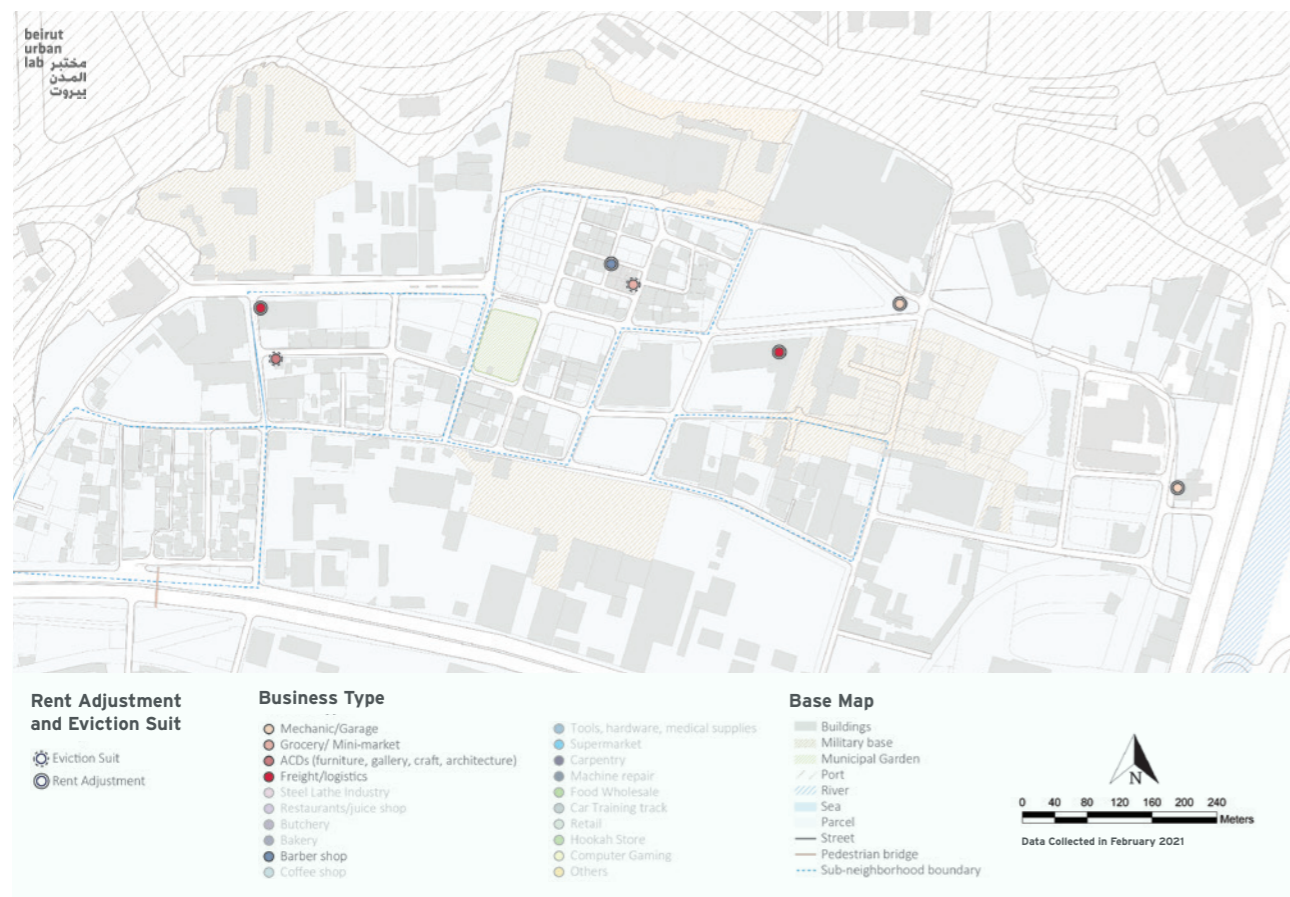 beirut
urban
lab مختبر
المدن
بيروت
Rent Adjustment
and Eviction Suit
Eviction Suit
Rent Adjustment
Business Type
Mechanic/Garage
Grocery/ Mini-market
ACDs (furniture, gallery, craft, architecture)
Freight/logistics
Steel Lathe Industry
Restaurants/juice shop
Butchery
Bakery
Barber shop
Coffee shop
Tools, hardware, medical supplies
Supermarket
Carpentry
Machine repair
Food Wholesale
Car Training track
Retail
Hookah Store
Computer Gaming
Others
Base Map
Buildings
Military base
Municipal Garden
Port
River
Sea
Parcel
Street
Pedestrian bridge
Sub-neighborhood boundary
N
0 40 80 120 160 200 240
Meters
Data Collected in February 2021